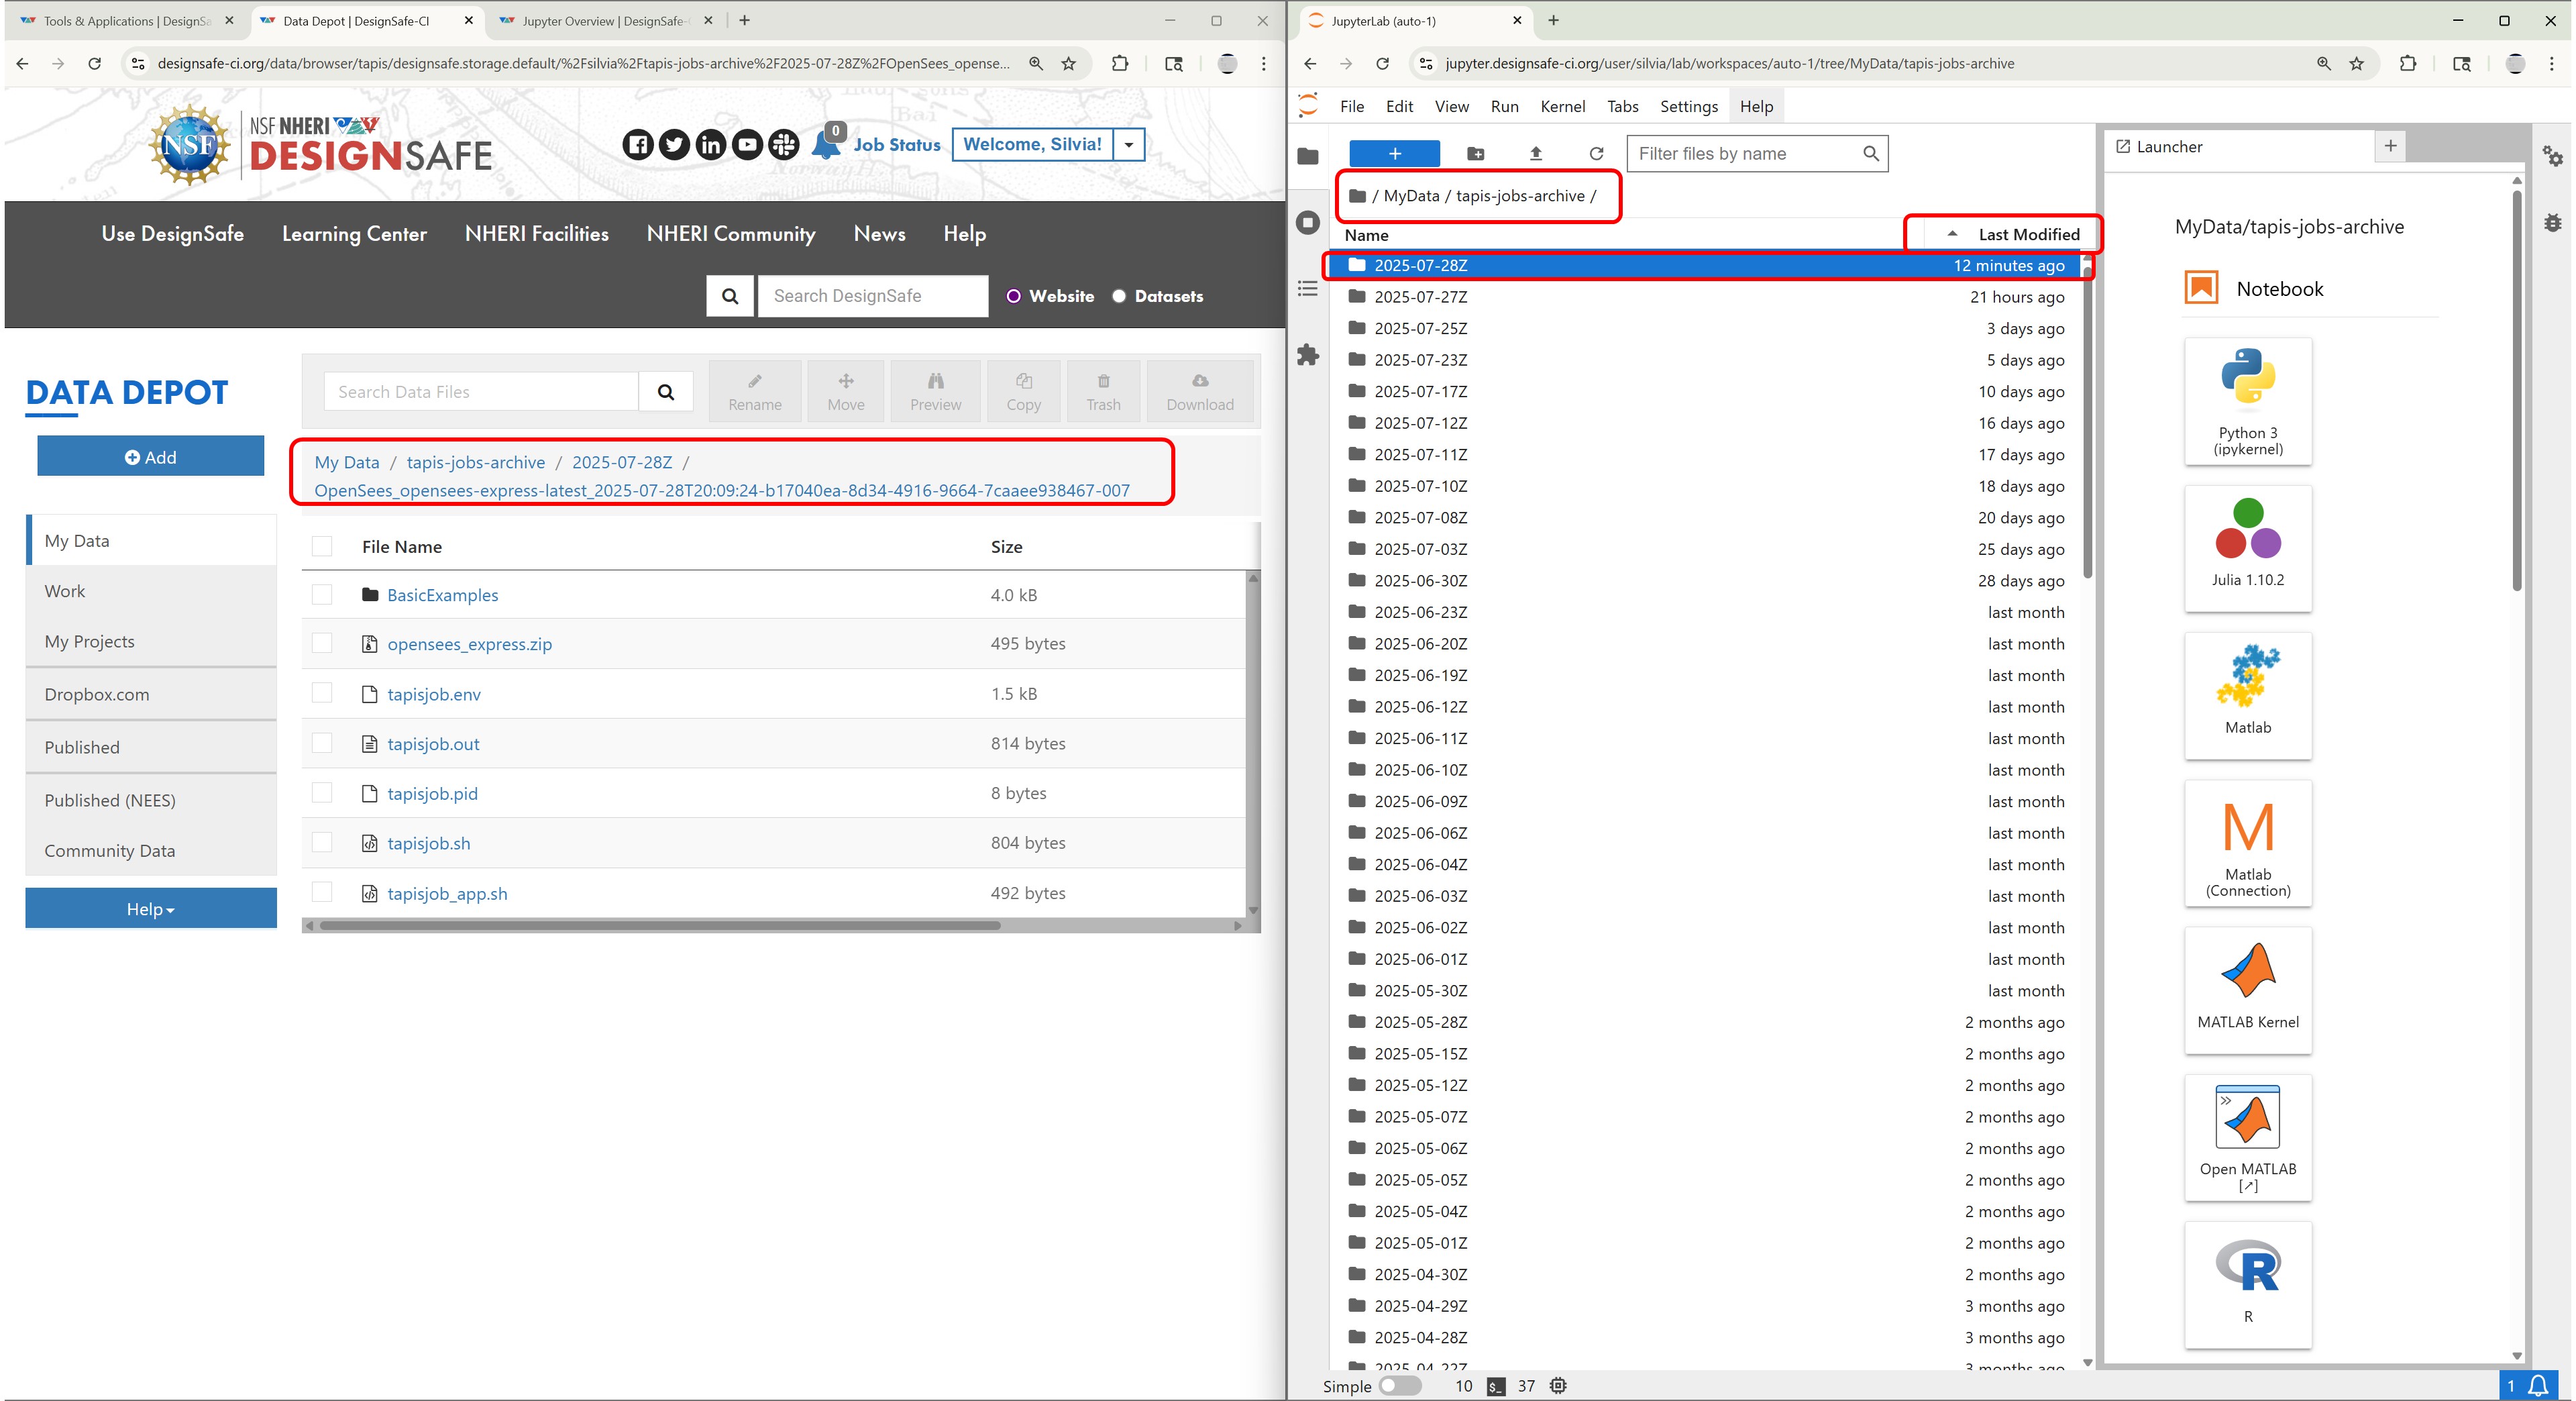 Tools & Applications | DesignSa
Data Depot | DesignSafe-CI
Jupyter Overview | DesignSafe-
designsafe-ci.org/data/browser/tapis/designsafe.storage.default/%2Fsilvia%2Ftapis-jobs-archive%2F2025-07-28Z%2FOpenSees_opense...
NSF
NSF NHERI
DESIGNSAFE
0
Job Status
Welcome, Silvia!
Use DesignSafe
Learning Center
NHERI Facilities
NHERI Community
News
Help
Search DesignSafe
Website
Datasets
DATA DEPOT
Add
My Data
Work
My Projects
Dropbox.com
Published
Published (NEES)
Community Data
Help
Search Data Files
Rename
Move
Preview
Copy
Trash
Download
My Data / tapis-jobs-archive / 2025-07-28Z /
OpenSees_opensees-express-latest_2025-07-28T20:09:24-b17040ea-8d34-4916-9664-7caaee938467-007
File Name Size
BasicExamples 4.0 kB
opensees_express.zip 495 bytes
tapisjob.env 1.5 kB
tapisjob.out 814 bytes
tapisjob.pid 8 bytes
tapisjob.sh 804 bytes
tapisjob_app.sh 492 bytes
JupyterLab (auto-1)
jupyter.designsafe-ci.org/user/silvia/lab/workspaces/auto-1/tree/MyData/tapis-jobs-archive
File Edit View Run Kernel Tabs Settings Help
Filter files by name
/ MyData / tapis-jobs-archive /
Name Last Modified
2025-07-28Z 12 minutes ago
2025-07-27Z 21 hours ago
2025-07-25Z 3 days ago
2025-07-23Z 5 days ago
2025-07-17Z 10 days ago
2025-07-12Z 16 days ago
2025-07-11Z 17 days ago
2025-07-10Z 18 days ago
2025-07-08Z 20 days ago
2025-07-03Z 25 days ago
2025-06-30Z 28 days ago
2025-06-23Z last month
2025-06-20Z last month
2025-06-19Z last month
2025-06-12Z last month
2025-06-11Z last month
2025-06-10Z last month
2025-06-09Z last month
2025-06-06Z last month
2025-06-04Z last month
2025-06-03Z last month
2025-06-02Z last month
2025-06-01Z last month
2025-05-30Z last month
2025-05-28Z 2 months ago
2025-05-15Z 2 months ago
2025-05-12Z 2 months ago
2025-05-07Z 2 months ago
2025-05-06Z 2 months ago
2025-05-05Z 2 months ago
2025-05-04Z 2 months ago
2025-05-01Z 2 months ago
2025-04-30Z 2 months ago
2025-04-29Z 3 months ago
2025-04-28Z 3 months ago
2025-04-22Z 3 months ago
Simple 10 $_ 37
Launcher
MyData/tapis-jobs-archive
Notebook
Python 3
(ipykernel)
Julia 1.10.2
Matlab
M
Matlab
(Connection)
MATLAB Kernel
Open MATLAB
[↗]
R
R
1